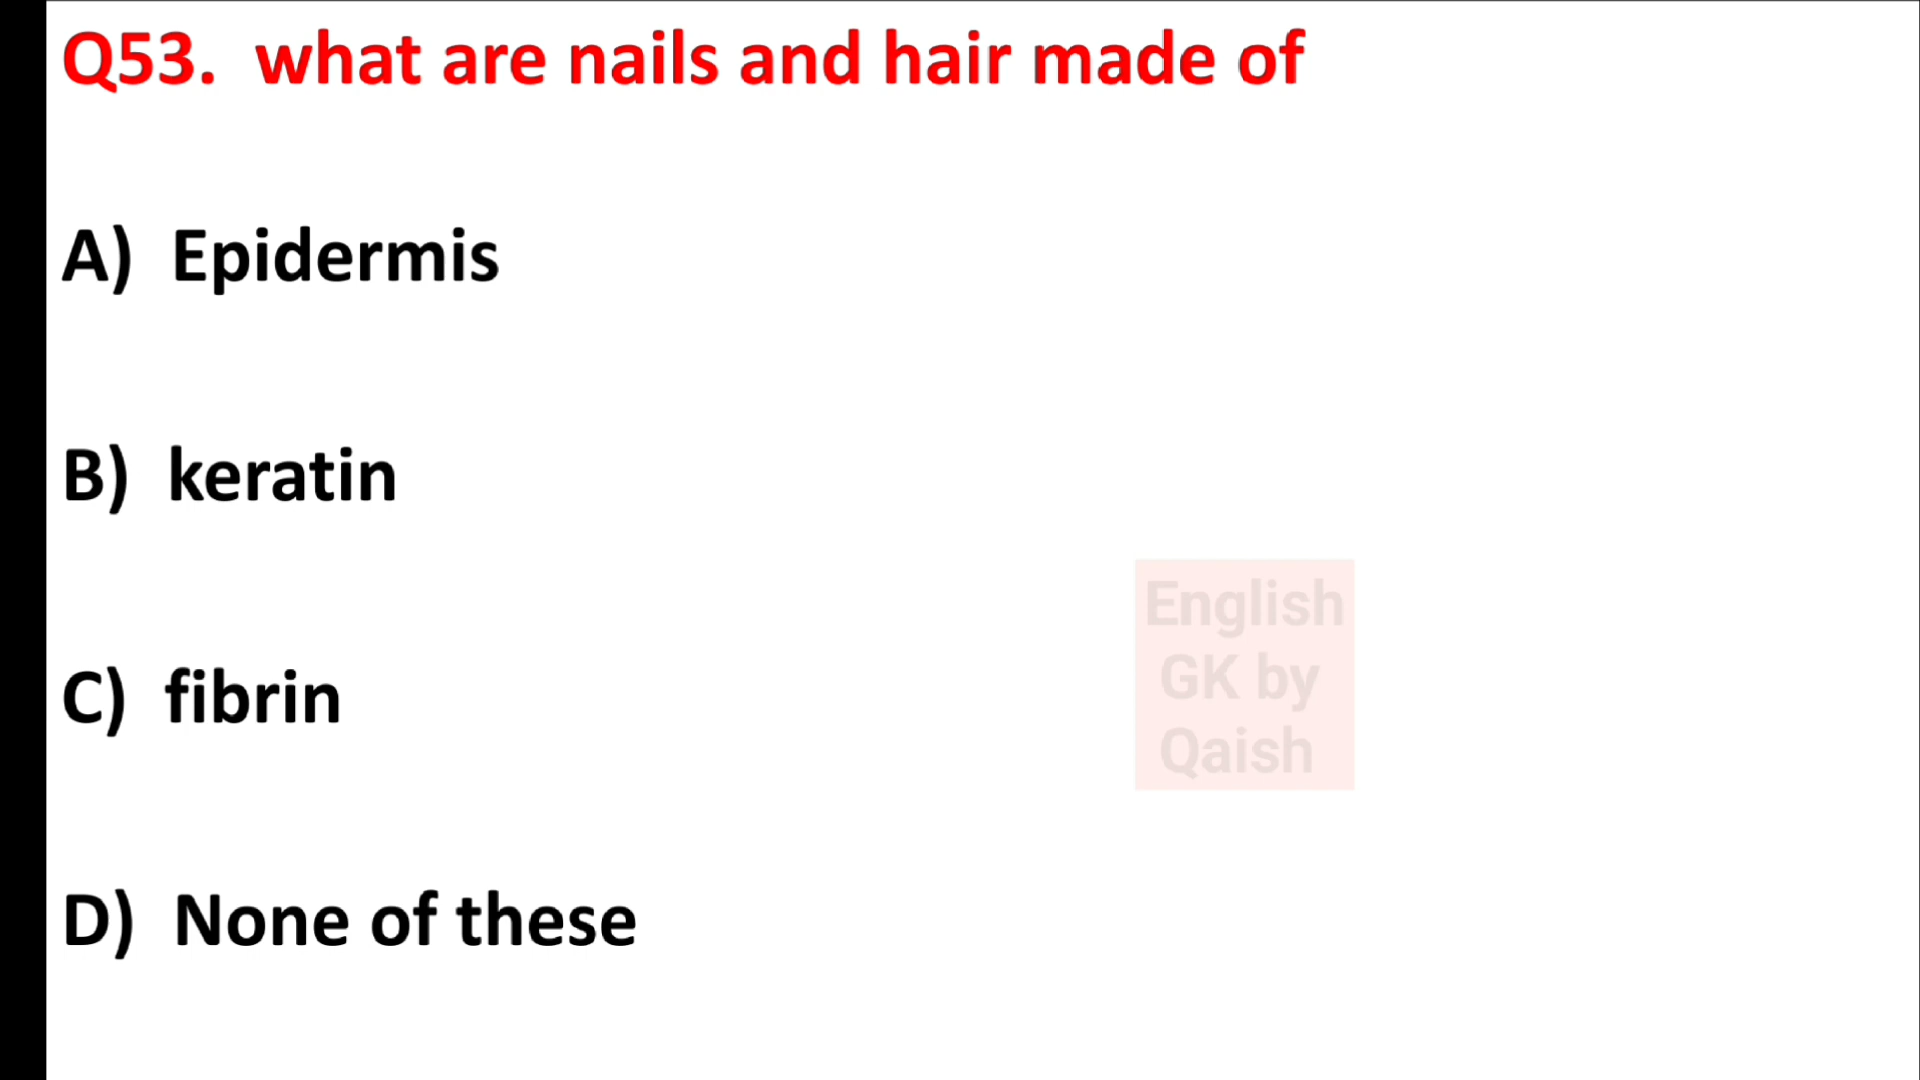 Q53. what are nails and hair made of
A) Epidermis
B) keratin
C) fibrin
D) None of these
English
GK by
Qaish